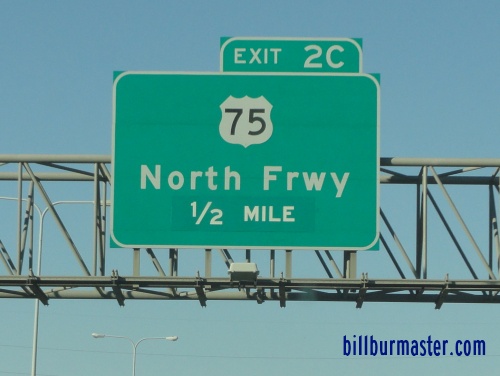 EXIT 2C
75
North Frwy
1/2 MILE
billburmaster.com